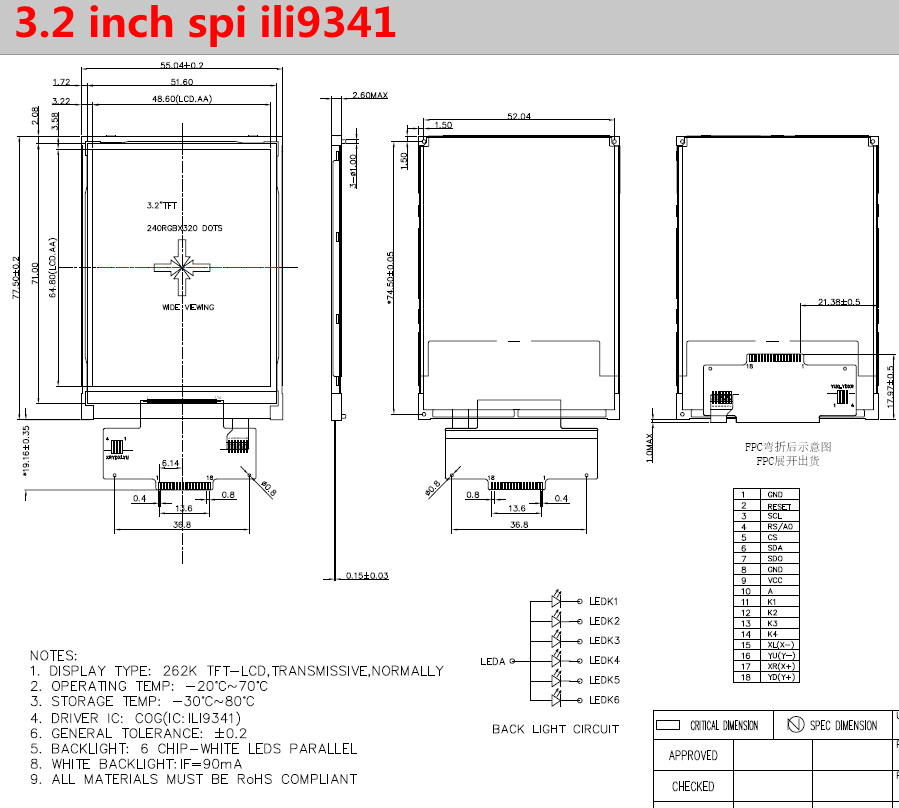 3.2 inch spi ili9341
55.04±0.2
1.72
51.60
3.22
48.60(LCD.AA)
2.08
3.58
77.50±0.2
71.00
64.80(LCD.AA)
3.2"TFT
240RGBX320 DOTS
WIDE VIEWING
*19.16±0.35
4
1
6.14
1
18
0.4
0.8
13.6
36.8
ø0.8
2.60MAX
3-ø1.00
0.15±0.03
52.04
1.50
1.50
*74.50±0.05
ø0.8
0.8
0.4
13.6
36.8
21.38±0.5
18
1
1
4
17.97±0.5
1.0MAX
FPC弯折后示意图
FPC展开出货
1 GND
2 RESET
3 SCL
4 RS/A0
5 CS
6 SDA
7 SDO
8 GND
9 VCC
10 A
11 K1
12 K2
13 K3
14 K4
15 XL(X-)
16 YU(Y-)
17 XR(X+)
18 YD(Y+)
LEDA
LEDK1
LEDK2
LEDK3
LEDK4
LEDK5
LEDK6
BACK LIGHT CIRCUIT
NOTES:
1. DISPLAY TYPE: 262K TFT-LCD,TRANSMISSIVE,NORMALLY
2. OPERATING TEMP: -20°C~70°C
3. STORAGE TEMP: -30°C~80°C
4. DRIVER IC: COG(IC:ILI9341)
6. GENERAL TOLERANCE: ±0.2
5. BACKLIGHT: 6 CHIP-WHITE LEDS PARALLEL
8. WHITE BACKLIGHT:IF=90mA
9. ALL MATERIALS MUST BE RoHS COMPLIANT
CRITICAL DIMENSION
SPEC DIMENSION
APPROVED
CHECKED